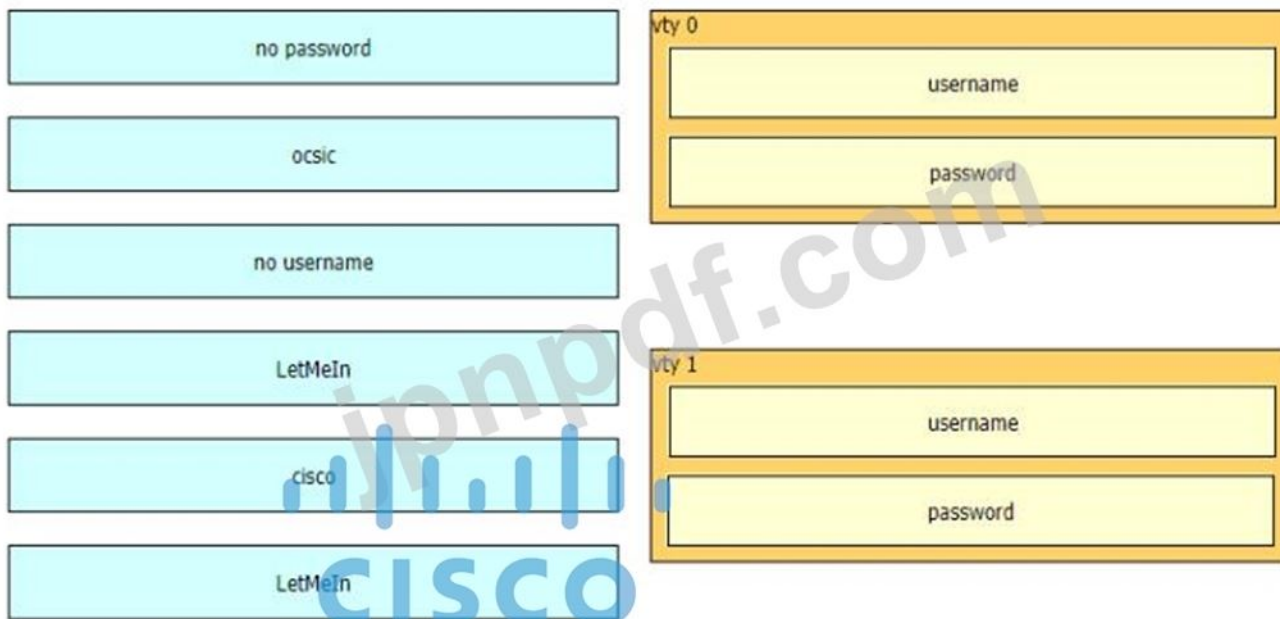 no password
ocsic
no username
LetMeIn
cisco
LetMeIn
vty 0
username
password
vty 1
username
password
jpnpdf.com
CISCO